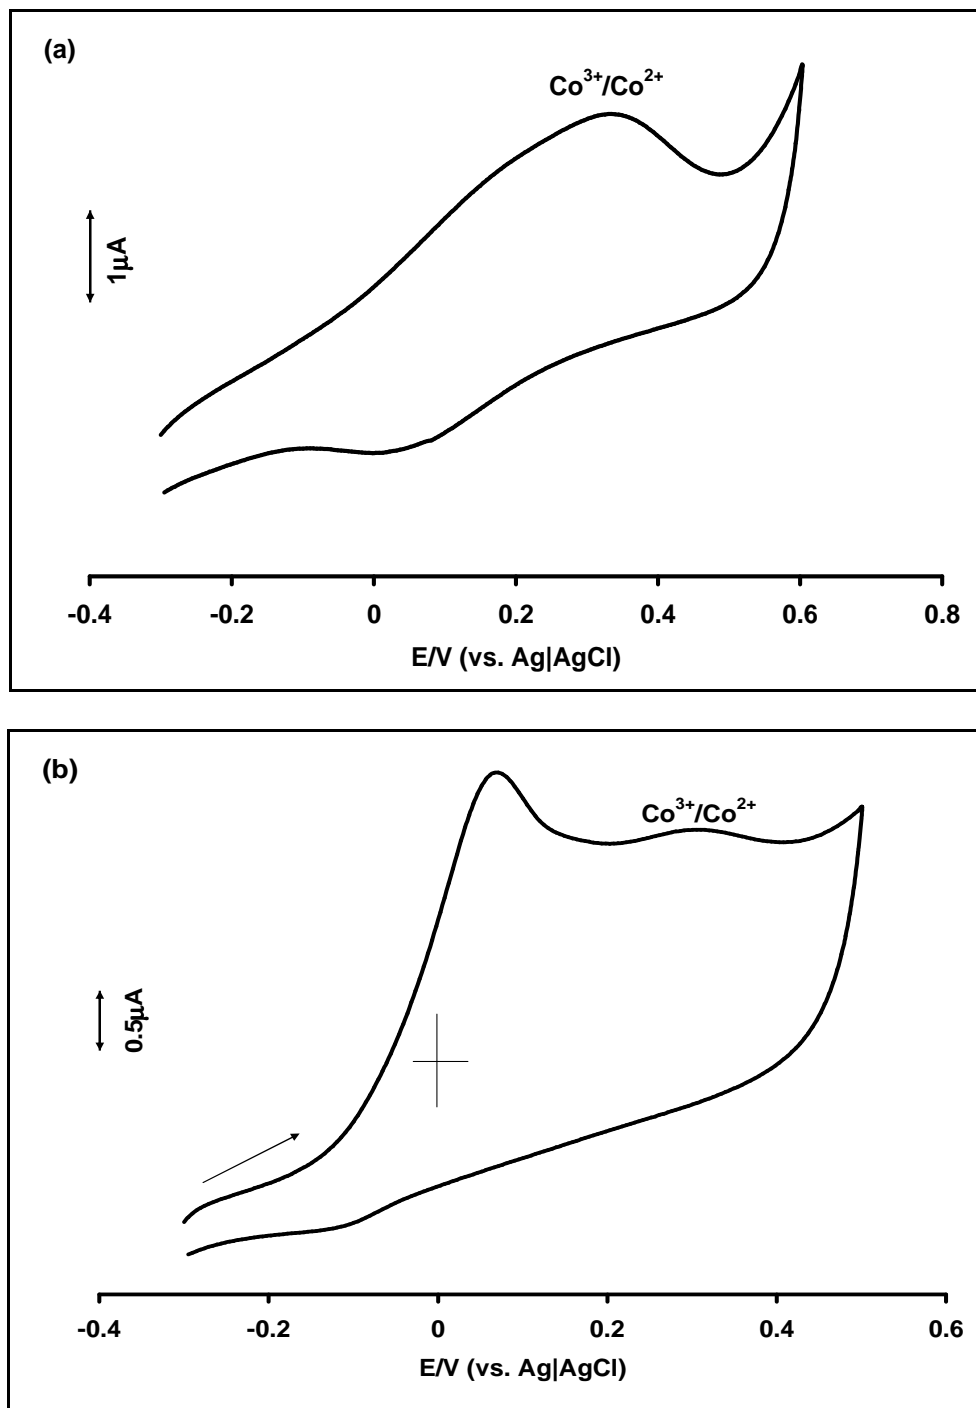 (a)
Co³⁺/Co²⁺
1μA
-0.4 -0.2 0 0.2 0.4 0.6 0.8
E/V (vs. Ag|AgCl)
(b)
Co³⁺/Co²⁺
0.5μA
-0.4 -0.2 0 0.2 0.4 0.6
E/V (vs. Ag|AgCl)